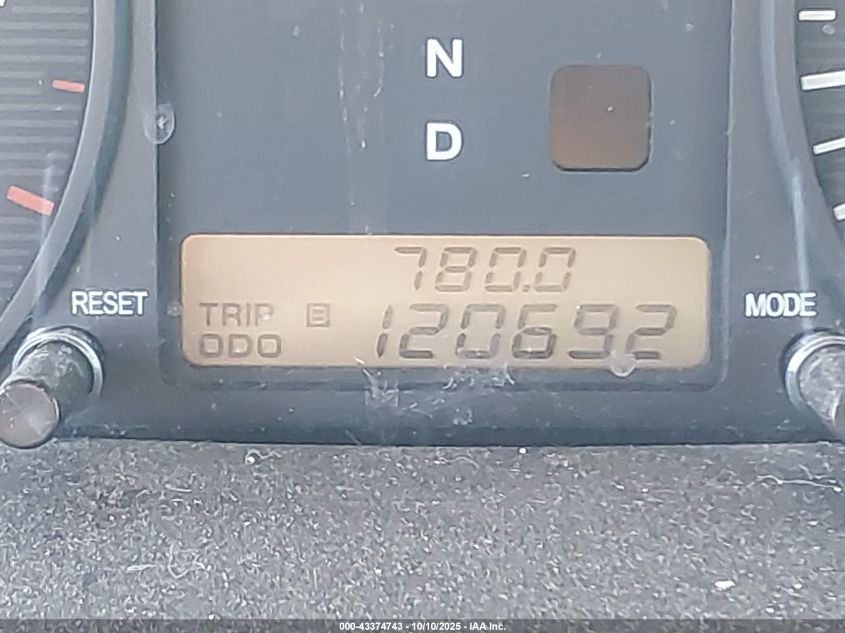 N
D
780.0
RESET
TRIP B
MODE
ODO 120692
000-43374743 - 10/10/2025 - IAA Inc.